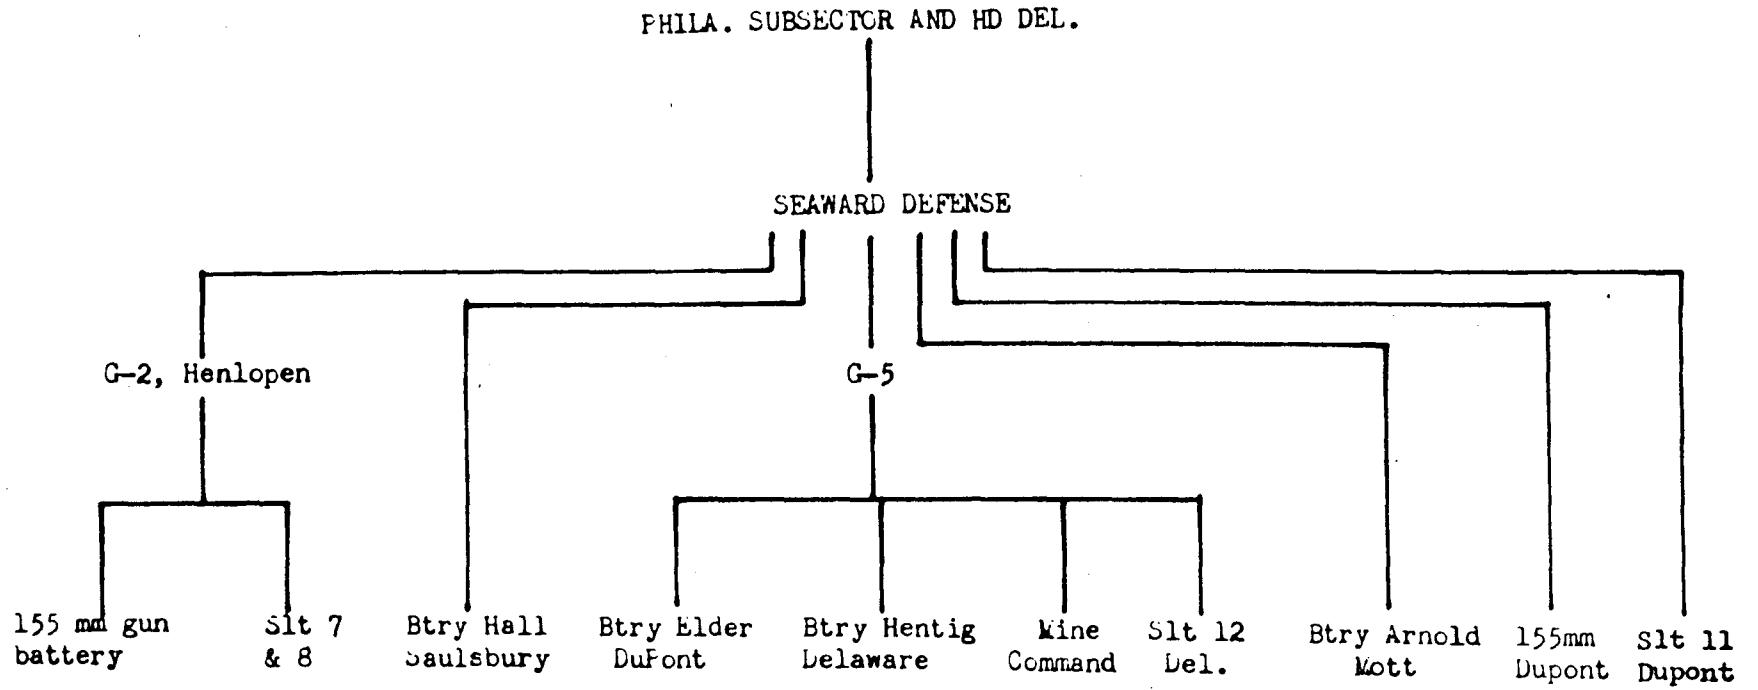 PHILA. SUBSECTOR AND HD DEL.
SEAWARD DEFENSE
G-2, Henlopen
G-5
155 mm gun
battery
Slt 7
& 8
Btry Hall
Saulsbury
Btry Elder
DuPont
Btry Hentig
Delaware
Mine
Command
Slt 12
Del.
Btry Arnold
Mott
155mm
Dupont
Slt 11
Dupont